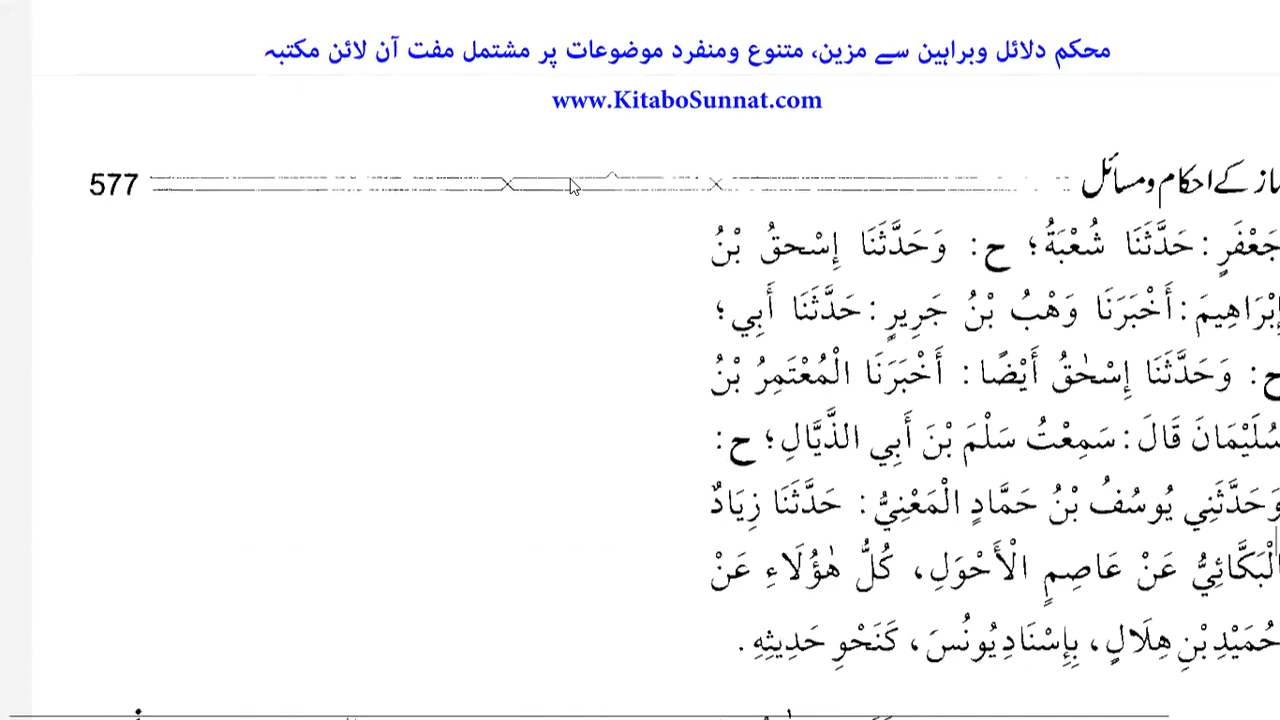 محکم دلائل وبراہین سے مزین، متنوع ومنفرد موضوعات پر مشتمل مفت آن لائن مکتبہ
www.KitaboSunnat.com
کے احکام ومسائل 577
جَعْفَرٍ: حَدَّثَنَا شُعْبَةُ؛ ح: وَحَدَّثَنَا إِسْحقُ بْنُ
إِبْرَاهِيمَ: أَخْبَرَنَا وَهْبُ بْنُ جَرِيرٍ: حَدَّثَنَا أَبِي؛
ح: وَحَدَّثَنَا إِسْحٰقُ أَيْضًا: أَخْبَرَنَا الْمُعْتَمِرُ بْنُ
سُلَيْمَانَ قَالَ: سَمِعْتُ سَلْمَ بْنَ أَبِي الذَّيَّالِ؛ ح:
وَحَدَّثَنِي يُوسُفُ بْنُ حَمَّادٍ الْمَعْنِيُّ: حَدَّثَنَا زِيَادٌ
الْبَكَّائِيُّ عَنْ عَاصِمٍ الْأَحْوَلِ، كُلُّ هٰؤُلَاءِ عَنْ
حُمَيْدِ بْنِ هِلَالٍ، بِإِسْنَادِ يُونُسَ، كَنَحْوِ حَدِيثِهِ.